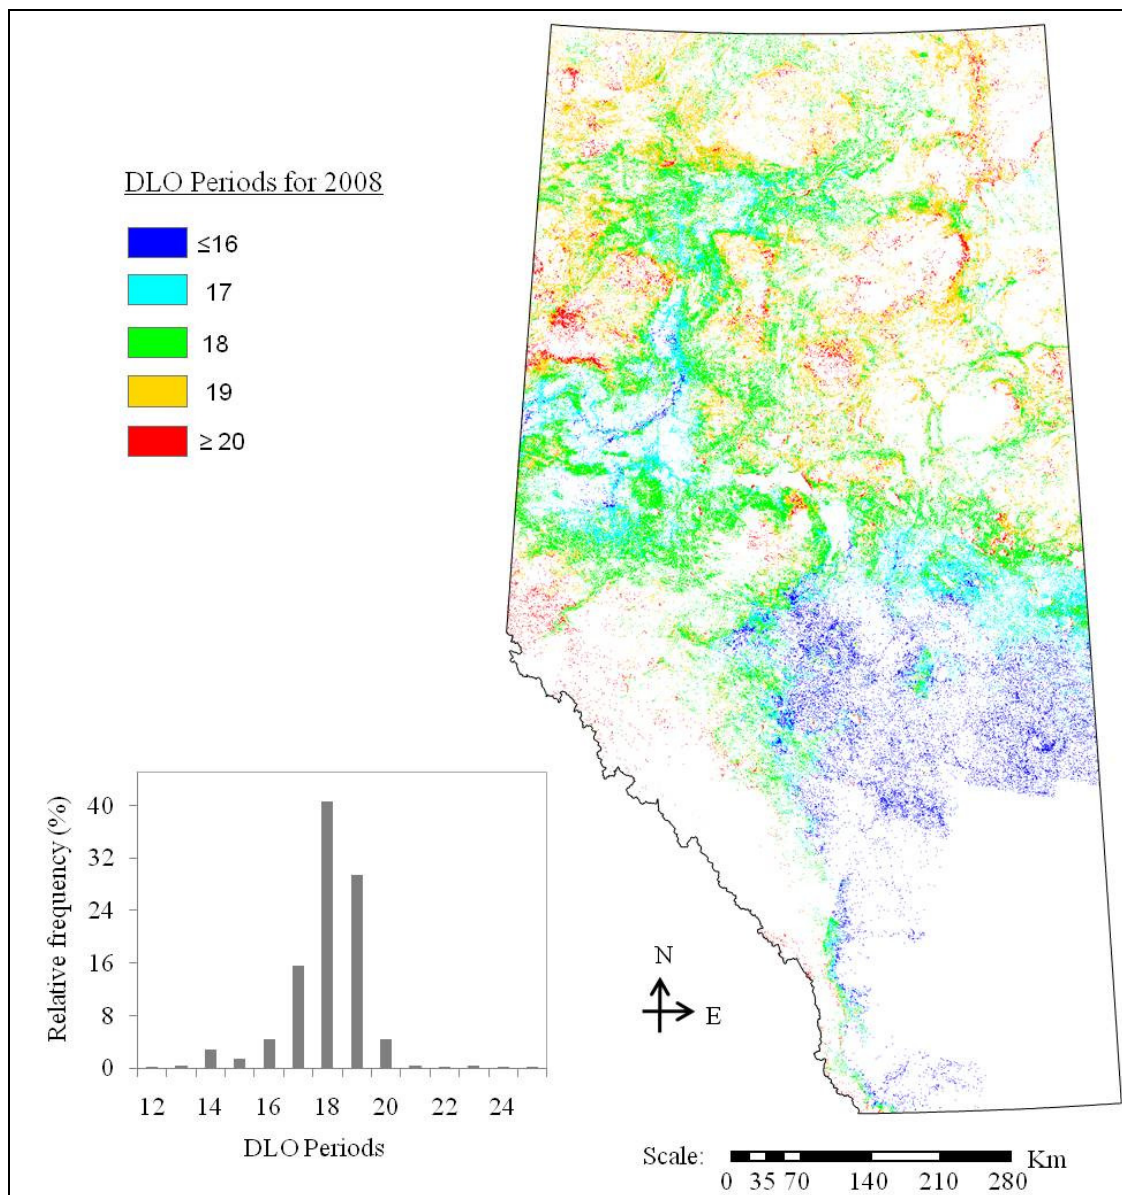 DLO Periods for 2008
≤16
17
18
19
≥ 20
Relative frequency (%)
40
32
24
16
8
0
12 14 16 18 20 22 24
DLO Periods
N
E
Scale:
Km
0 35 70 140 210 280